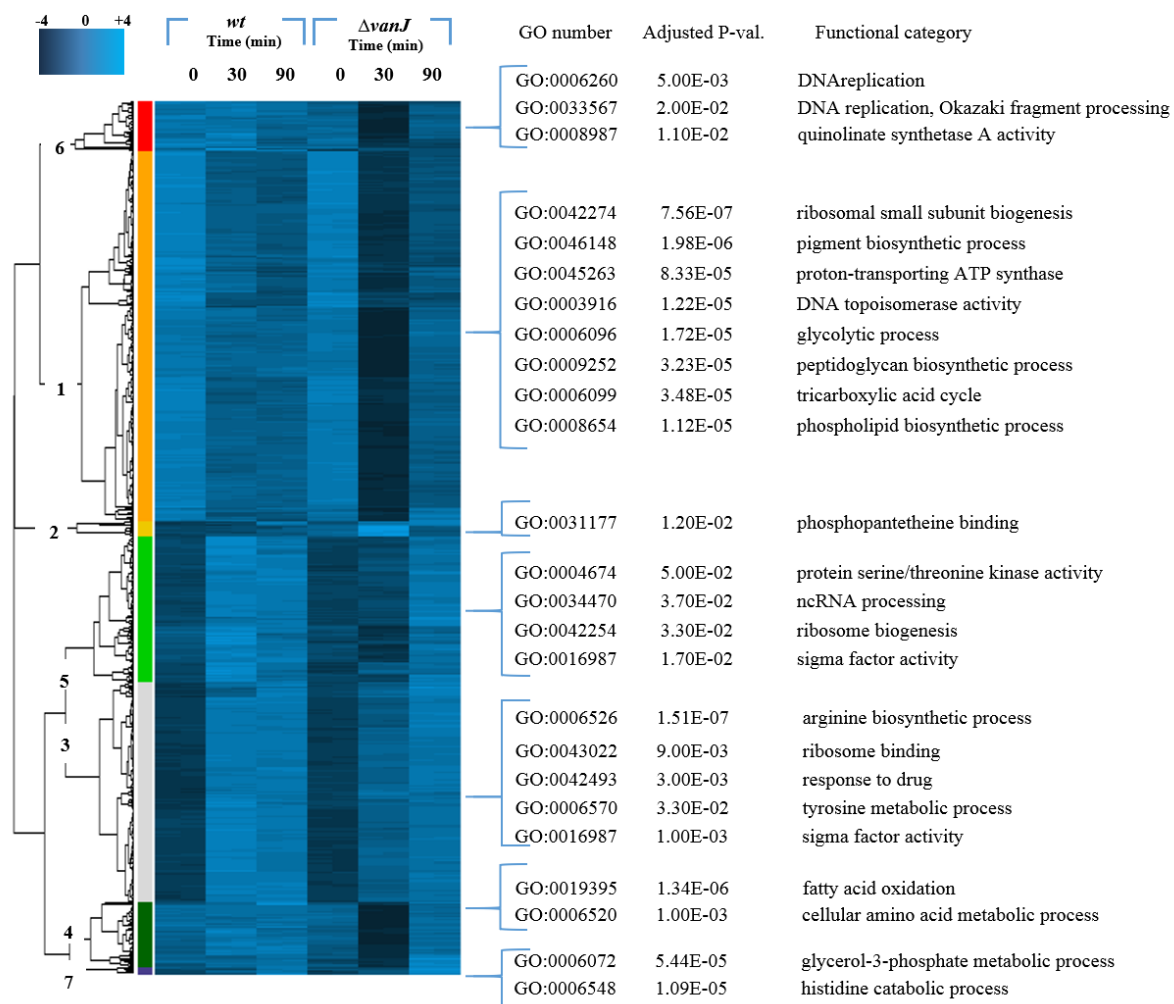 -4 0 +4
wt ΔvanJ
Time (min) Time (min)
0 30 90 0 30 90
GO number Adjusted P-val. Functional category
GO:0006260 5.00E-03 DNAreplication
GO:0033567 2.00E-02 DNA replication, Okazaki fragment processing
GO:0008987 1.10E-02 quinolinate synthetase A activity
6
GO:0042274 7.56E-07 ribosomal small subunit biogenesis
GO:0046148 1.98E-06 pigment biosynthetic process
GO:0045263 8.33E-05 proton-transporting ATP synthase
GO:0003916 1.22E-05 DNA topoisomerase activity
GO:0006096 1.72E-05 glycolytic process
GO:0009252 3.23E-05 peptidoglycan biosynthetic process
1
GO:0006099 3.48E-05 tricarboxylic acid cycle
GO:0008654 1.12E-05 phospholipid biosynthetic process
2
GO:0031177 1.20E-02 phosphopantetheine binding
GO:0004674 5.00E-02 protein serine/threonine kinase activity
GO:0034470 3.70E-02 ncRNA processing
GO:0042254 3.30E-02 ribosome biogenesis
GO:0016987 1.70E-02 sigma factor activity
5
GO:0006526 1.51E-07 arginine biosynthetic process
3
GO:0043022 9.00E-03 ribosome binding
GO:0042493 3.00E-03 response to drug
GO:0006570 3.30E-02 tyrosine metabolic process
GO:0016987 1.00E-03 sigma factor activity
GO:0019395 1.34E-06 fatty acid oxidation
GO:0006520 1.00E-03 cellular amino acid metabolic process
4
GO:0006072 5.44E-05 glycerol-3-phosphate metabolic process
7
GO:0006548 1.09E-05 histidine catabolic process